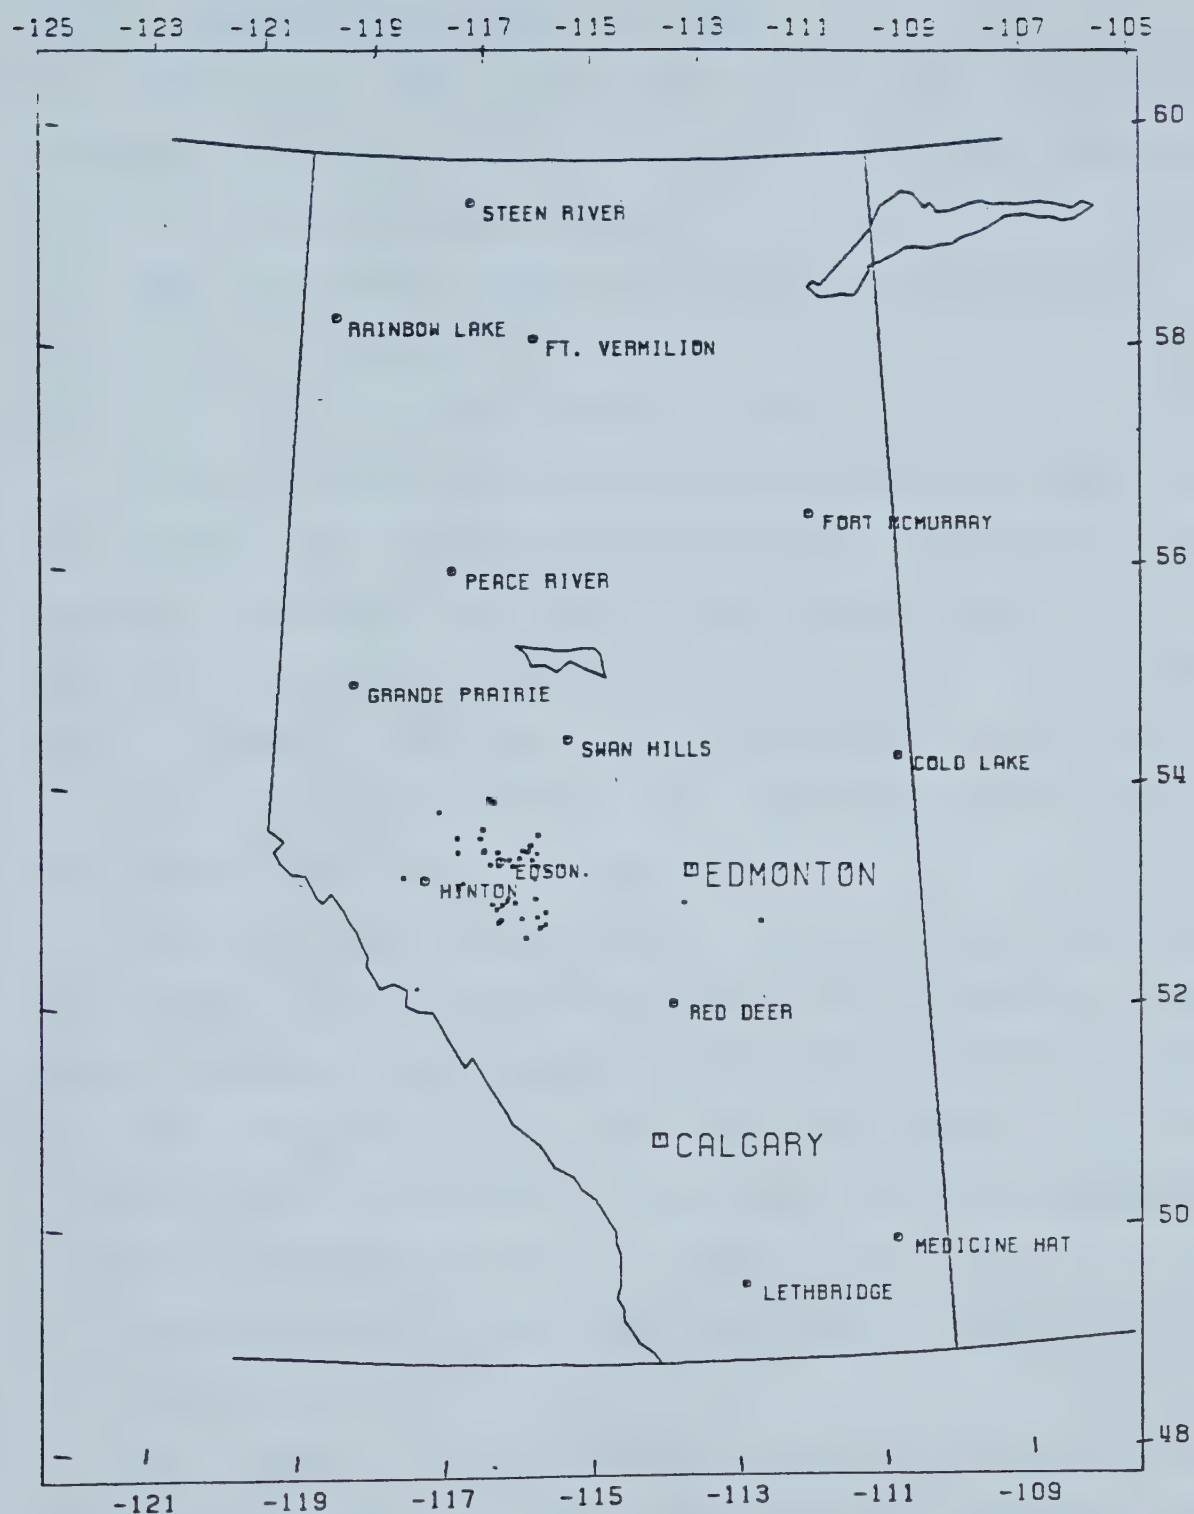 -125 -123 -121 -119 -117 -115 -113 -111 -109 -107 -105
60
STEEN RIVER
RAINBOW LAKE
FT. VERMILION
58
FORT MCMURRAY
56
PEACE RIVER
GRANDE PRAIRIE
SWAN HILLS
COLD LAKE
54
EDSON.
EDMONTON
HINTON
52
RED DEER
CALGARY
50
MEDICINE HAT
LETHBRIDGE
48
-121 -119 -117 -115 -113 -111 -109